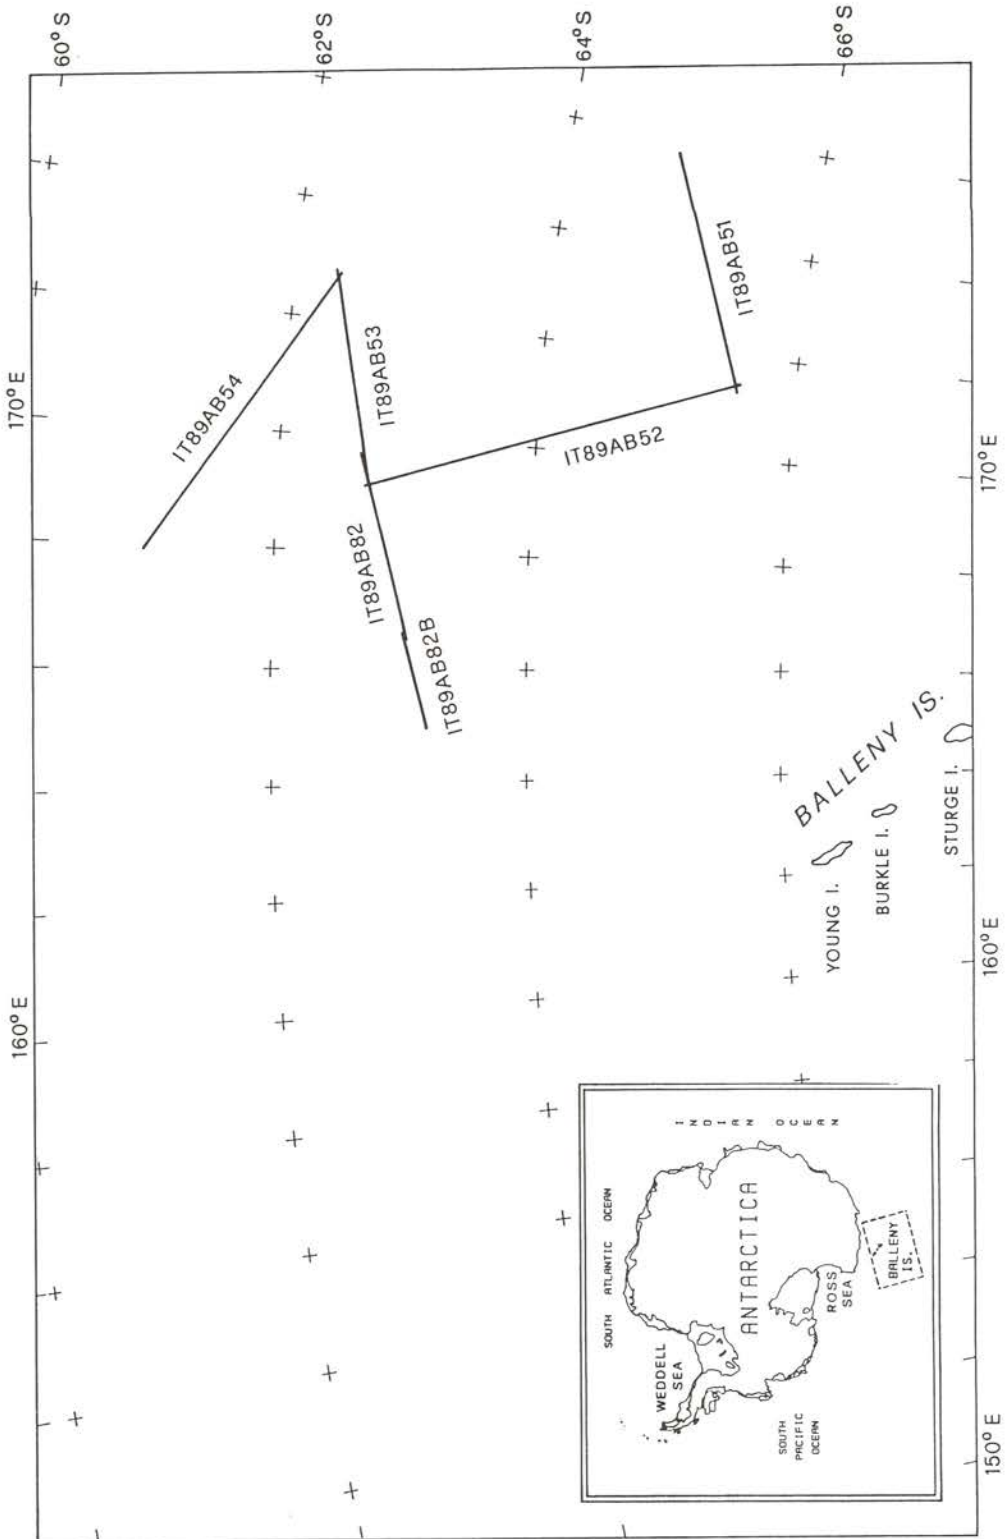 60°S
62°S
64°S
66°S
170°E
160°E
IT89AB54
IT89AB53
IT89AB82
IT89AB82B
IT89AB52
IT89AB51
170°E
160°E
150°E
BALLENY IS.
YOUNG I.
BURKLE I.
STURGE I.
SOUTH ATLANTIC OCEAN
INDIAN OCEAN
WEDDELL
SEA
ANTARCTICA
ROSS
SEA
SOUTH
PACIFIC
OCEAN
BALLENY
IS.